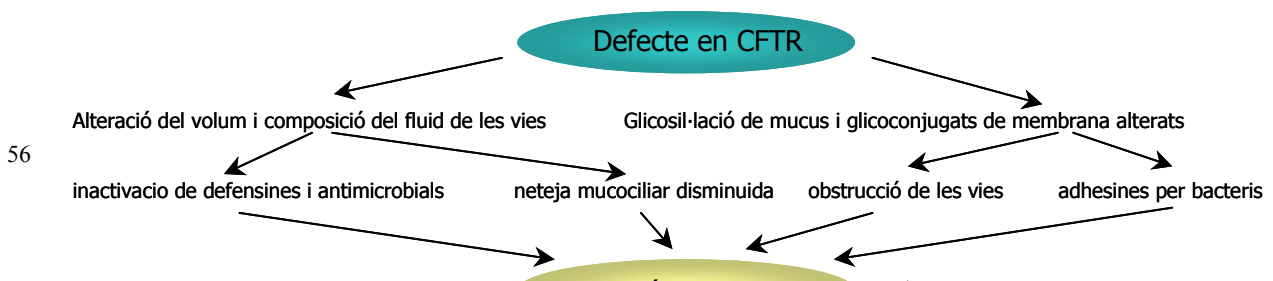 Defecte en CFTR
Alteració del volum i composició del fluid de les vies
Glicosil·lació de mucus i glicoconjugats de membrana alterats
56
inactivacio de defensines i antimicrobials
neteja mucociliar disminuida
obstrucció de les vies
adhesines per bacteris